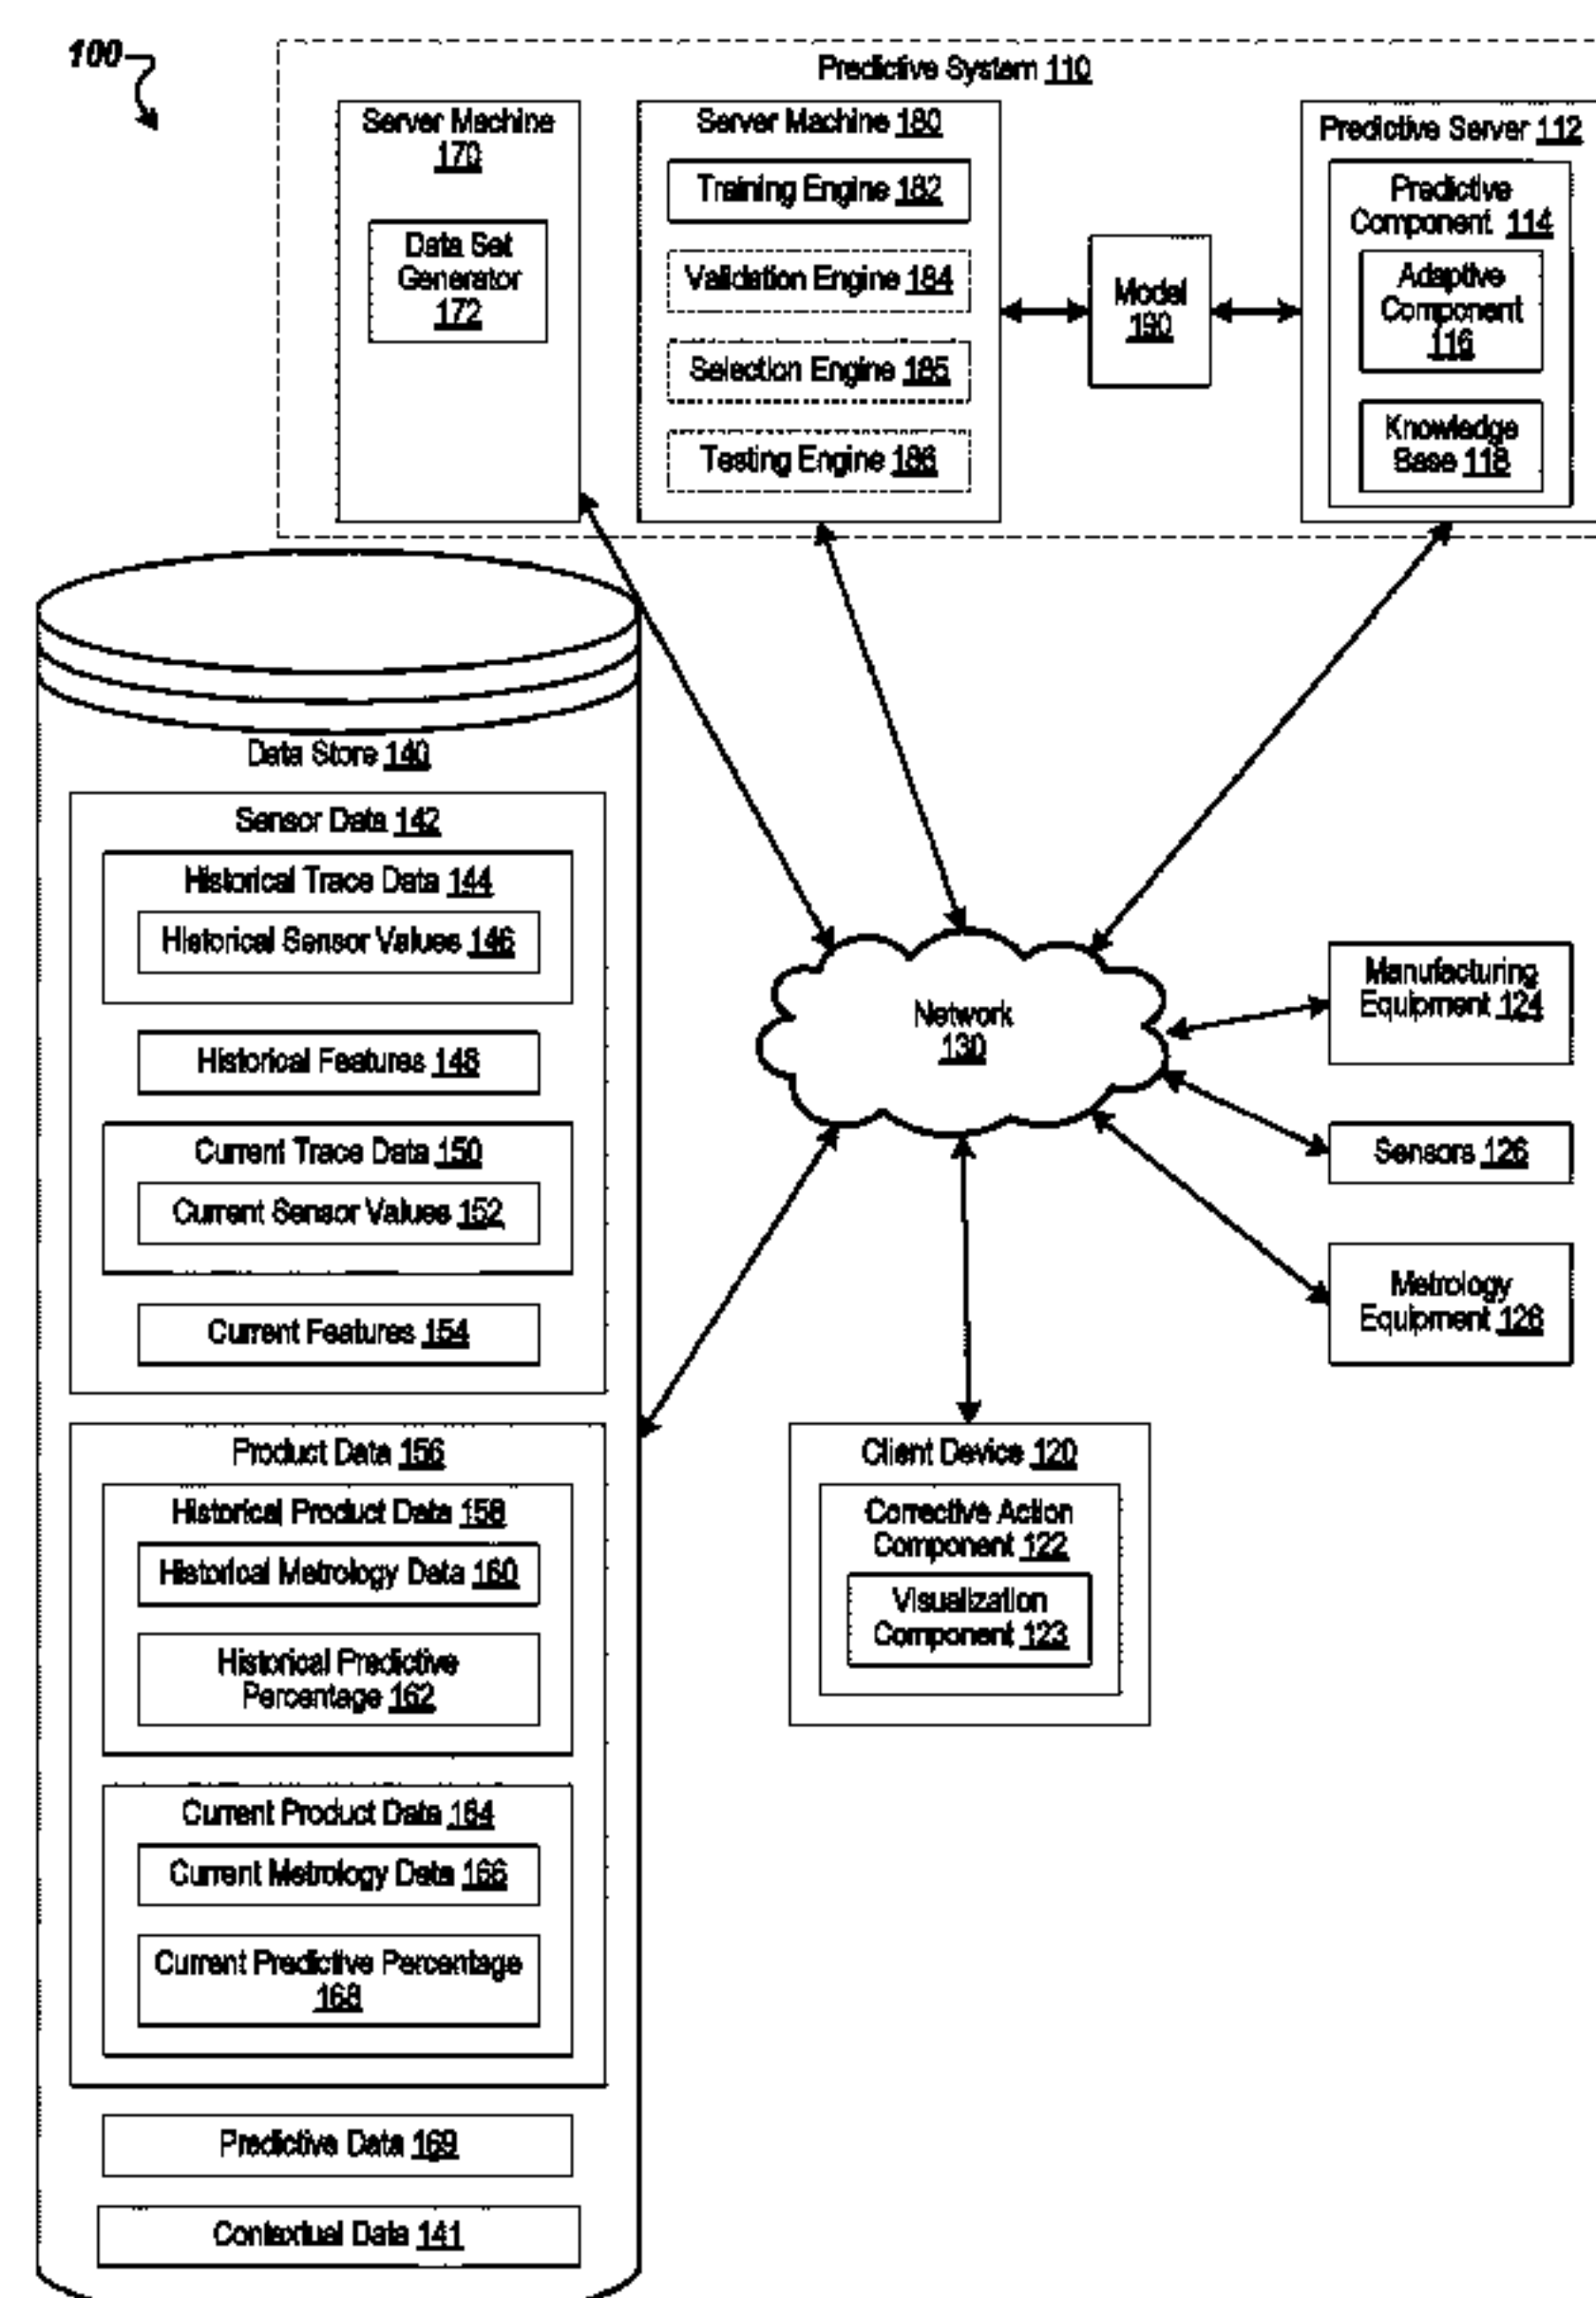 100
Predictive System 110
Server Machine
170
Data Set
Generator
172
Server Machine 180
Training Engine 182
Validation Engine 184
Selection Engine 185
Testing Engine 186
Model
190
Predictive Server 112
Predictive
Component 114
Adaptive
Component
116
Knowledge
Base 118
Data Store 140
Sensor Data 142
Historical Trace Data 144
Historical Sensor Values 146
Historical Features 148
Current Trace Data 150
Current Sensor Values 152
Current Features 154
Product Data 156
Historical Product Data 158
Historical Metrology Data 160
Historical Predictive
Percentage 162
Current Product Data 164
Current Metrology Data 166
Current Predictive Percentage
168
Predictive Data 169
Contextual Data 141
Network
130
Manufacturing
Equipment 124
Sensors 126
Metrology
Equipment 128
Client Device 120
Corrective Action
Component 122
Visualization
Component 123